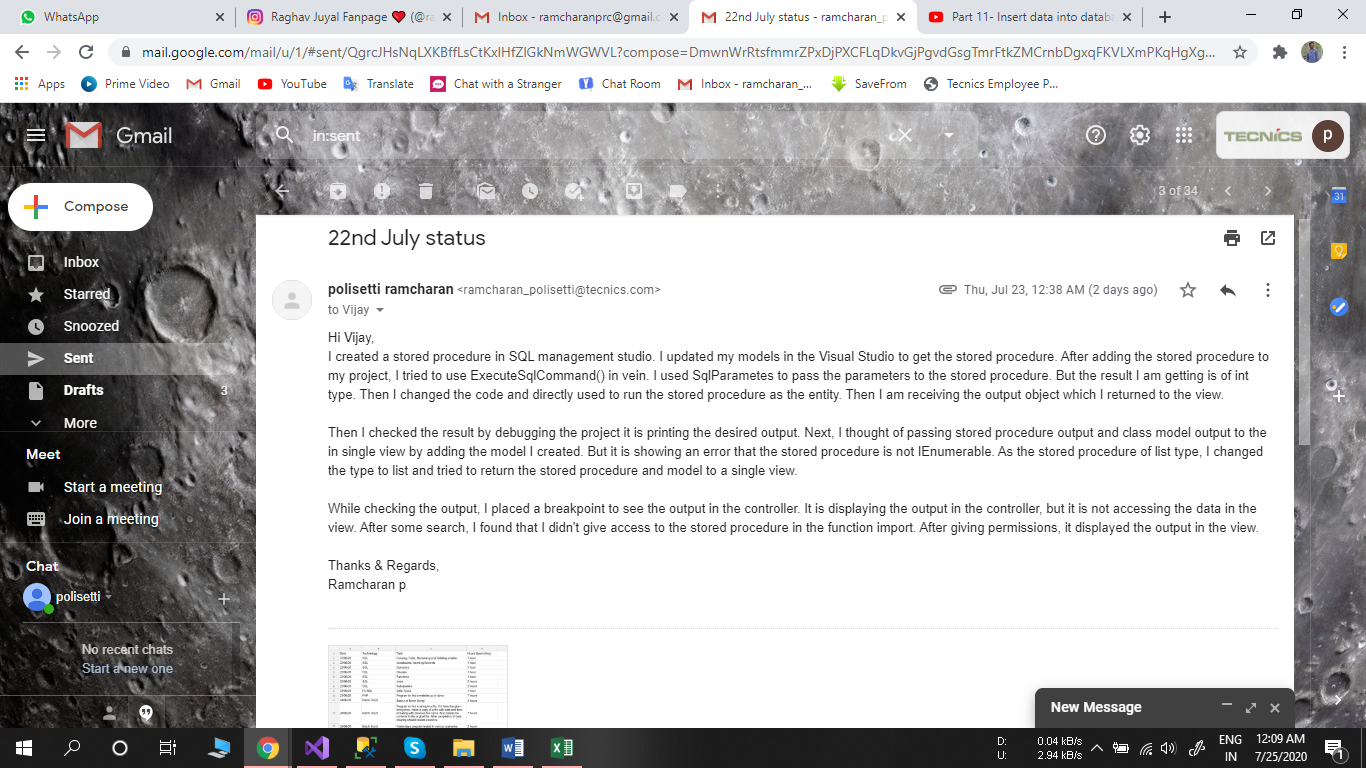 WhatsApp
Raghav Juyal Fanpage ❤ (@ra
Inbox - ramcharanprc@gmail.c
22nd July status - ramcharan_p
Part 11- Insert data into databa
mail.google.com/mail/u/1/#sent/QgrcJHsNqLXKBffLsCtKxlHfZlGkNmWGWVL?compose=DmwnWrRtsfmmrZPxDjPXCFLqDkvGjPgvdGsgTmrFtkZMCrnbDgxqFKVLXmPKqHgXg...
Apps
Prime Video
Gmail
YouTube
Translate
Chat with a Stranger
Chat Room
Inbox - ramcharan_...
SaveFrom
Tecnics Employee P...
Gmail
in:sent
TECNICS
p
Compose
3 of 34
31
Inbox
Starred
Snoozed
Sent
Drafts
3
More
Meet
Start a meeting
Join a meeting
Chat
polisetti
No recent chats
Start a new one
22nd July status
polisetti ramcharan <ramcharan_polisetti@tecnics.com>
Thu, Jul 23, 12:38 AM (2 days ago)
to Vijay
Hi Vijay,
I created a stored procedure in SQL management studio. I updated my models in the Visual Studio to get the stored procedure. After adding the stored procedure to
my project, I tried to use ExecuteSqlCommand() in vein. I used SqlParametes to pass the parameters to the stored procedure. But the result I am getting is of int
type. Then I changed the code and directly used to run the stored procedure as the entity. Then I am receiving the output object which I returned to the view.
Then I checked the result by debugging the project it is printing the desired output. Next, I thought of passing stored procedure output and class model output to the
in single view by adding the model I created. But it is showing an error that the stored procedure is not IEnumerable. As the stored procedure of list type, I changed
the type to list and tried to return the stored procedure and model to a single view.
While checking the output, I placed a breakpoint to see the output in the controller. It is displaying the output in the controller, but it is not accessing the data in the
view. After some search, I found that I didn't give access to the stored procedure in the function import. After giving permissions, it displayed the output in the view.
Thanks & Regards,
Ramcharan p
New Message
D: 0.04 kB/s
U: 2.94 kB/s
ENG
IN
12:09 AM
7/25/2020
1